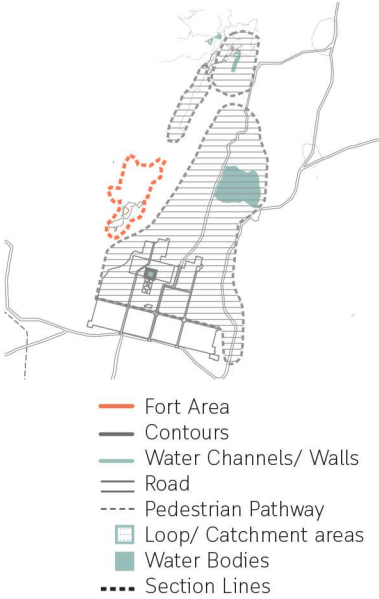 Fort Area
Contours
Water Channels/ Walls
Road
Pedestrian Pathway
Loop/ Catchment areas
Water Bodies
Section Lines